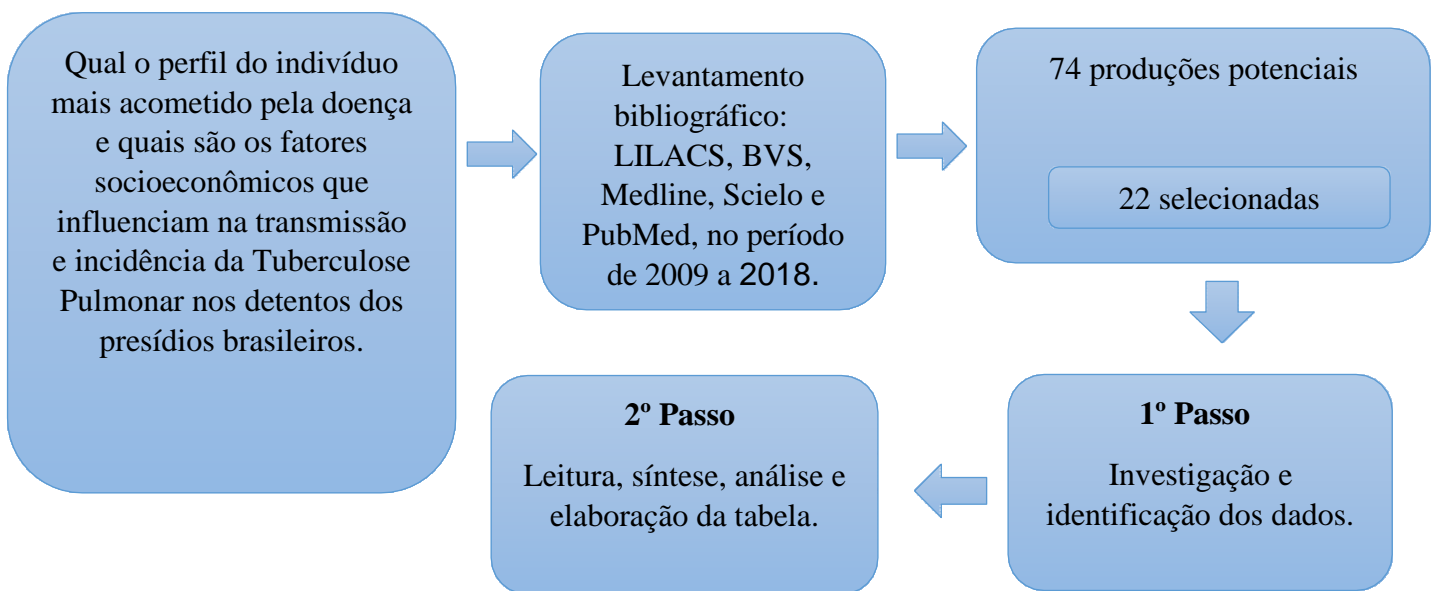 Qual o perfil do indivíduo
mais acometido pela doença
e quais são os fatores
socioeconômicos que
influenciam na transmissão
e incidência da Tuberculose
Pulmonar nos detentos dos
presídios brasileiros.
Levantamento
bibliográfico:
LILACS, BVS,
Medline, Scielo e
PubMed, no período
de 2009 a 2018.
74 produções potenciais
22 selecionadas
1º Passo
Investigação e
identificação dos dados.
2º Passo
Leitura, síntese, análise e
elaboração da tabela.